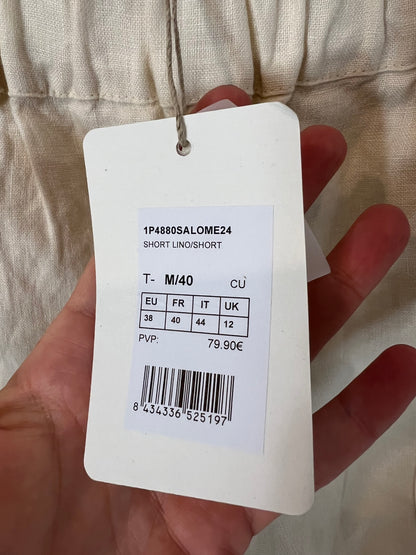 1P4880SALOME24
SHORT LINO/SHORT
T- M/40 CU
EU FR IT UK
38 40 44 12
PVP: 79.90€
8 434336 525197